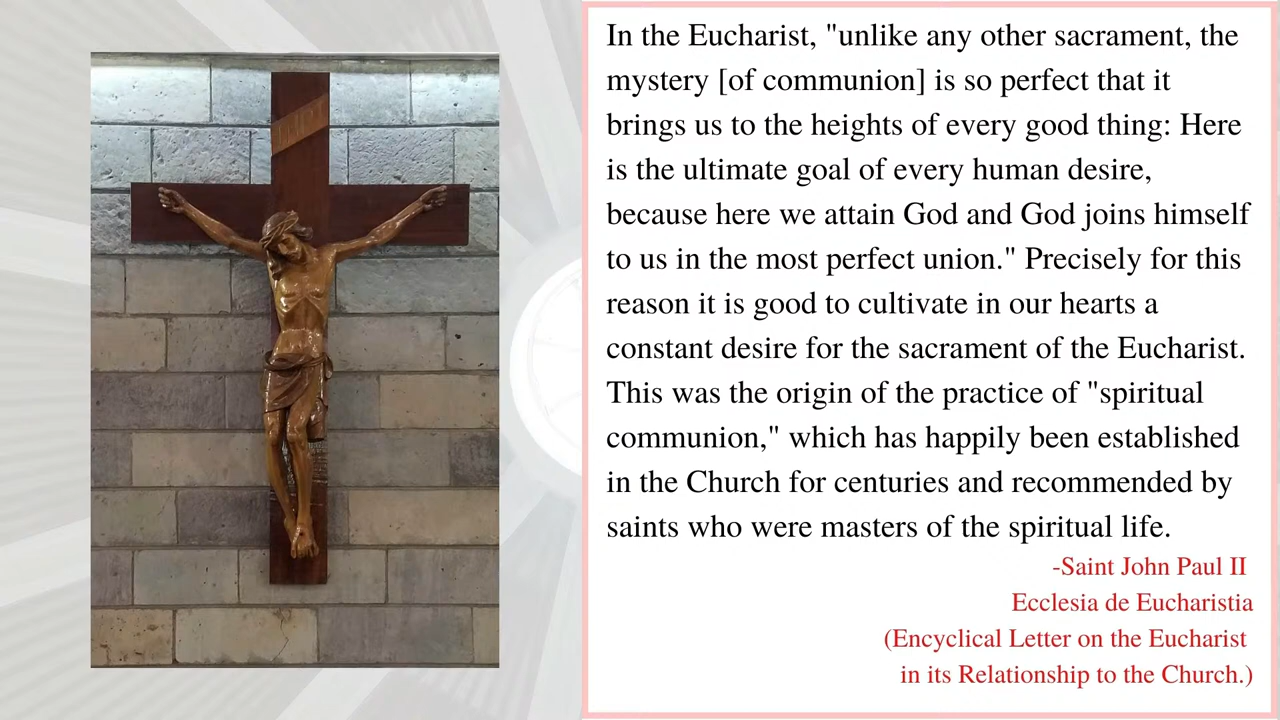 In the Eucharist, "unlike any other sacrament, the
mystery [of communion] is so perfect that it
brings us to the heights of every good thing: Here
is the ultimate goal of every human desire,
because here we attain God and God joins himself
to us in the most perfect union." Precisely for this
reason it is good to cultivate in our hearts a
constant desire for the sacrament of the Eucharist.
This was the origin of the practice of "spiritual
communion," which has happily been established
in the Church for centuries and recommended by
saints who were masters of the spiritual life.
-Saint John Paul II
Ecclesia de Eucharistia
(Encyclical Letter on the Eucharist
in its Relationship to the Church.)